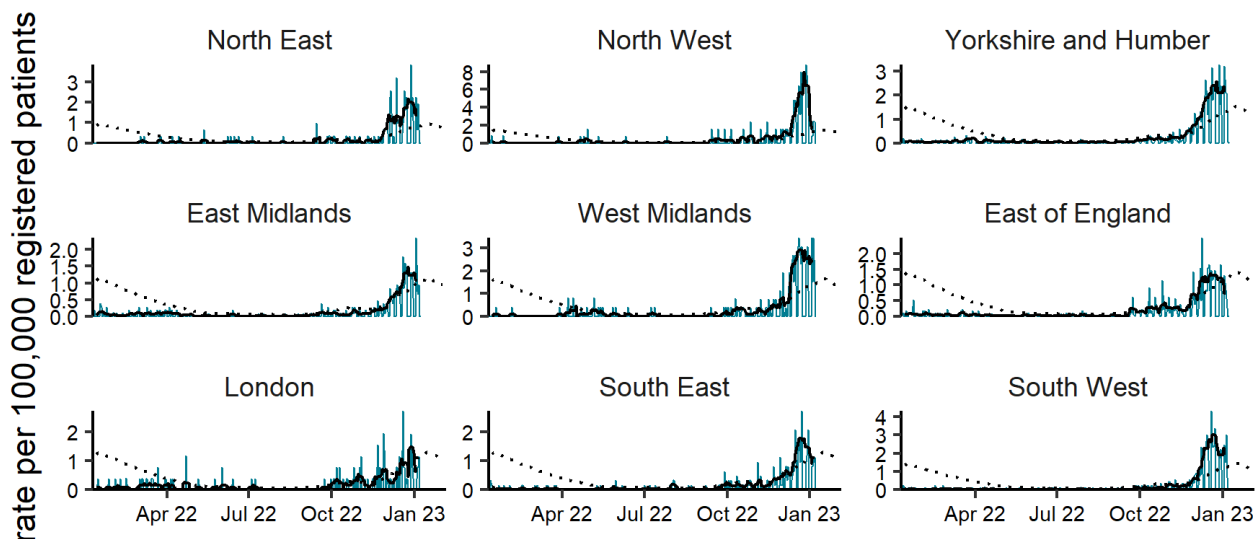 rate per 100,000 registered patients
North East
North West
Yorkshire and Humber
3
2
1
0
8
6
4
2
0
3
2
1
0
East Midlands
West Midlands
East of England
2.0
1.5
1.0
0.5
0.0
3
2
1
0
2.0
1.5
1.0
0.5
0.0
London
South East
South West
2
1
0
2
1
0
4
3
2
1
0
Apr 22 Jul 22 Oct 22 Jan 23
Apr 22 Jul 22 Oct 22 Jan 23
Apr 22 Jul 22 Oct 22 Jan 23